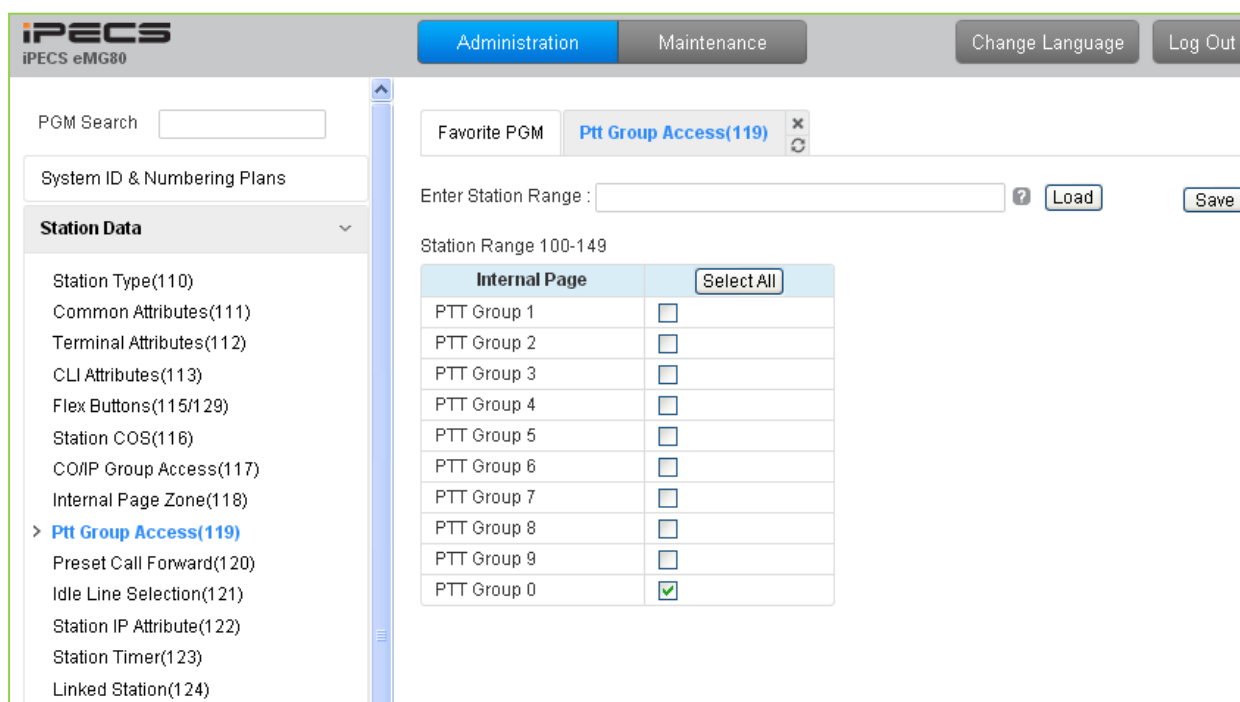 iPECS
iPECS eMG80
Administration
Maintenance
Change Language
Log Out
PGM Search
System ID & Numbering Plans
Station Data
Station Type(110)
Common Attributes(111)
Terminal Attributes(112)
CLI Attributes(113)
Flex Buttons(115/129)
Station COS(116)
CO/IP Group Access(117)
Internal Page Zone(118)
> Ptt Group Access(119)
Preset Call Forward(120)
Idle Line Selection(121)
Station IP Attribute(122)
Station Timer(123)
Linked Station(124)
Favorite PGM
Ptt Group Access(119)
Enter Station Range : ? Load Save
Station Range 100-149
Internal Page Select All
PTT Group 1
PTT Group 2
PTT Group 3
PTT Group 4
PTT Group 5
PTT Group 6
PTT Group 7
PTT Group 8
PTT Group 9
PTT Group 0